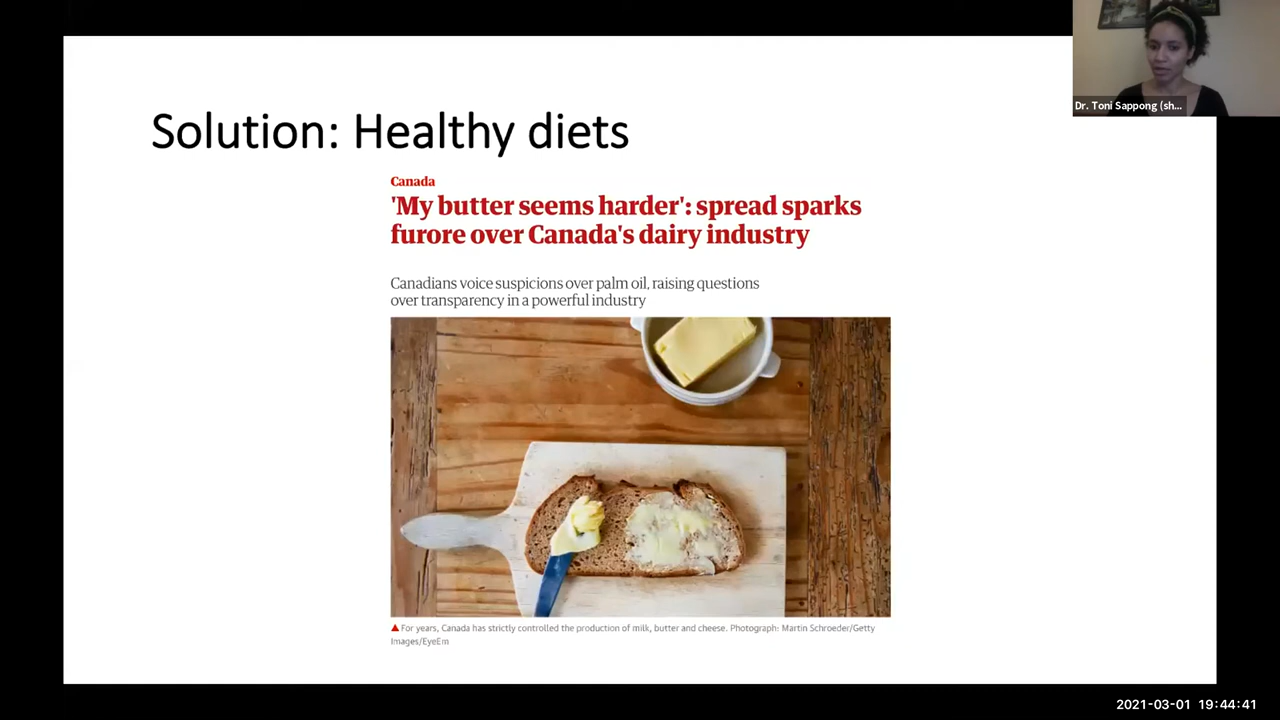 Dr. Toni Sappong (sh...
Solution: Healthy diets
Canada
'My butter seems harder': spread sparks
furore over Canada's dairy industry
Canadians voice suspicions over palm oil, raising questions
over transparency in a powerful industry
▲ For years, Canada has strictly controlled the production of milk, butter and cheese. Photograph: Martin Schroeder/Getty
Images/EyeEm
2021-03-01 19:44:41